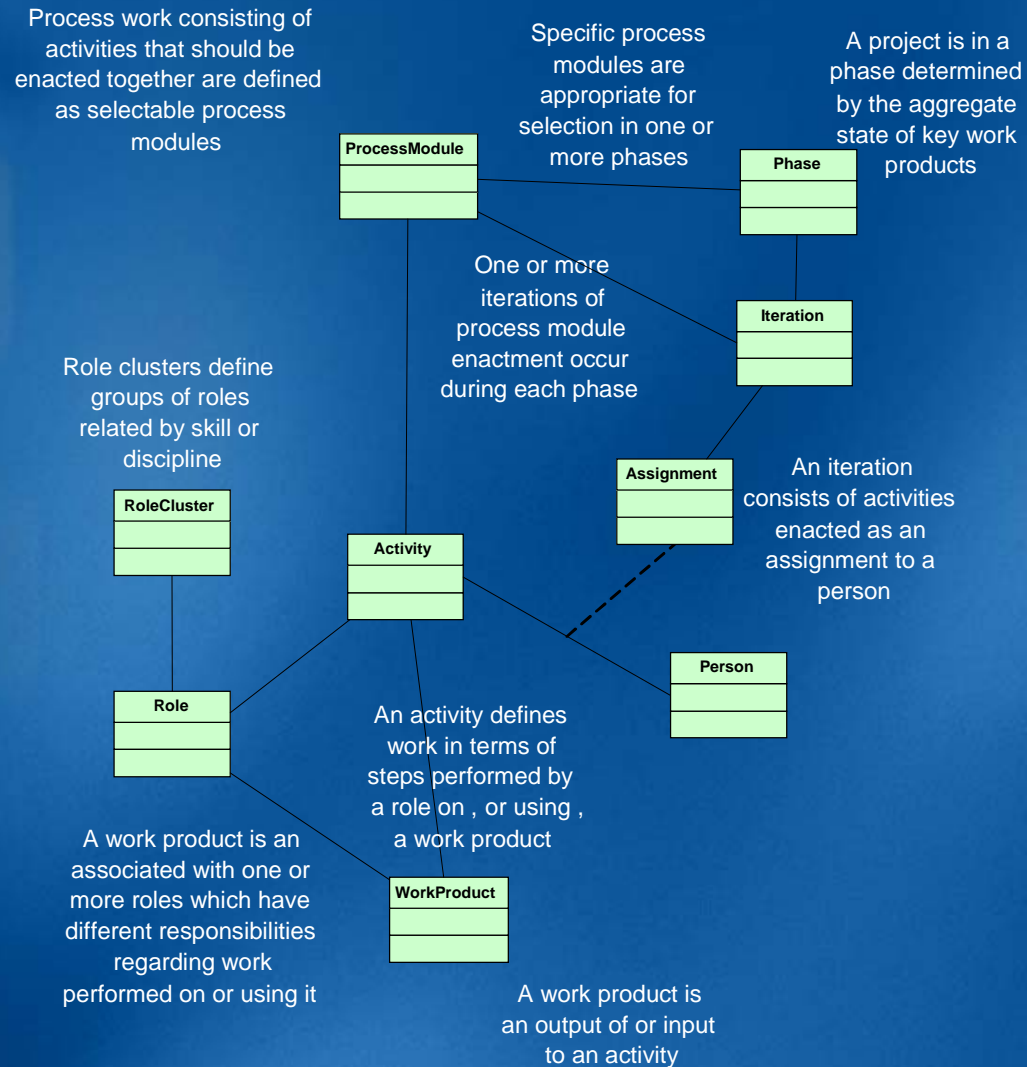 Process work consisting of
activities that should be
enacted together are defined
as selectable process
modules
Specific process
modules are
appropriate for
selection in one or
more phases
A project is in a
phase determined
by the aggregate
state of key work
products
ProcessModule
Phase
One or more
iterations of
process module
enactment occur
during each phase
Iteration
Role clusters define
groups of roles
related by skill or
discipline
Assignment
An iteration
consists of activities
enacted as an
assignment to a
person
RoleCluster
Activity
Person
Role
An activity defines
work in terms of
steps performed by
a role on , or using ,
a work product
A work product is an
associated with one or
more roles which have
different responsibilities
regarding work
performed on or using it
WorkProduct
A work product is
an output of or input
to an activity